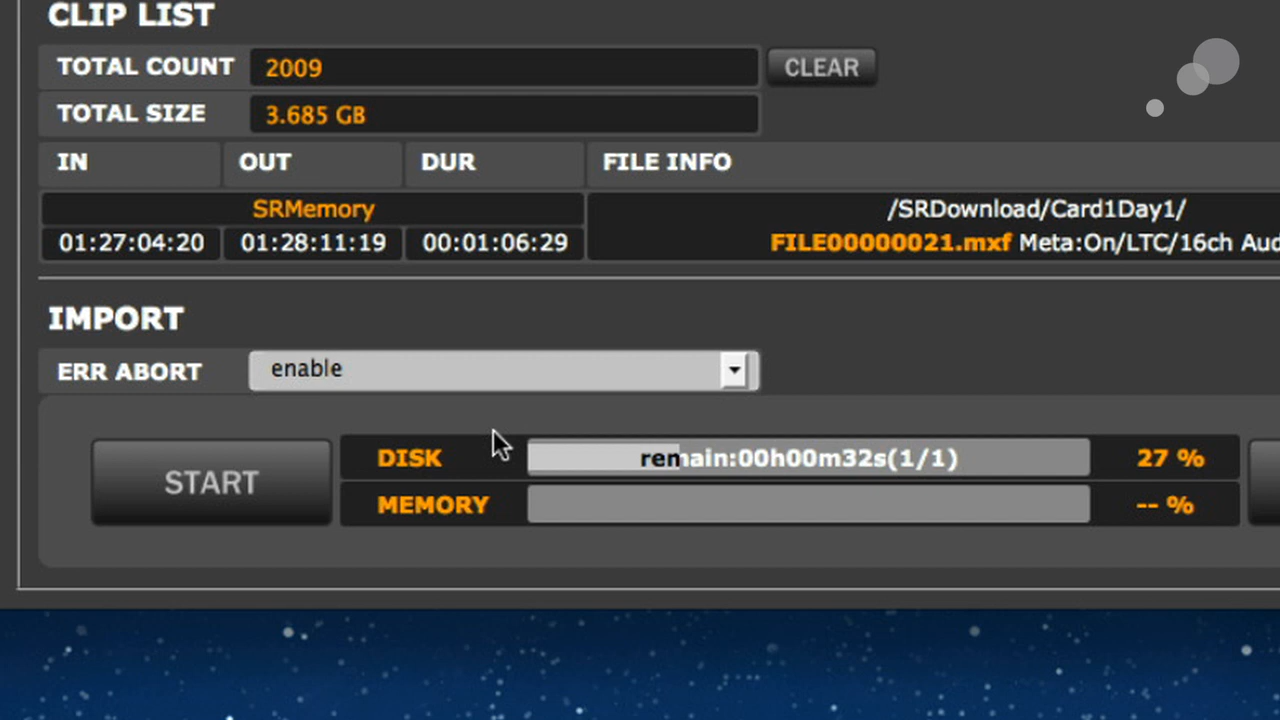 CLIP LIST
TOTAL COUNT 2009 CLEAR
TOTAL SIZE 3.685 GB
IN OUT DUR FILE INFO
SRMemory /SRDownload/Card1Day1/
01:27:04:20 01:28:11:19 00:01:06:29 FILE00000021.mxf Meta:On/LTC/16ch Aud
IMPORT
ERR ABORT enable
START DISK remain:00h00m32s(1/1) 27 %
MEMORY -- %